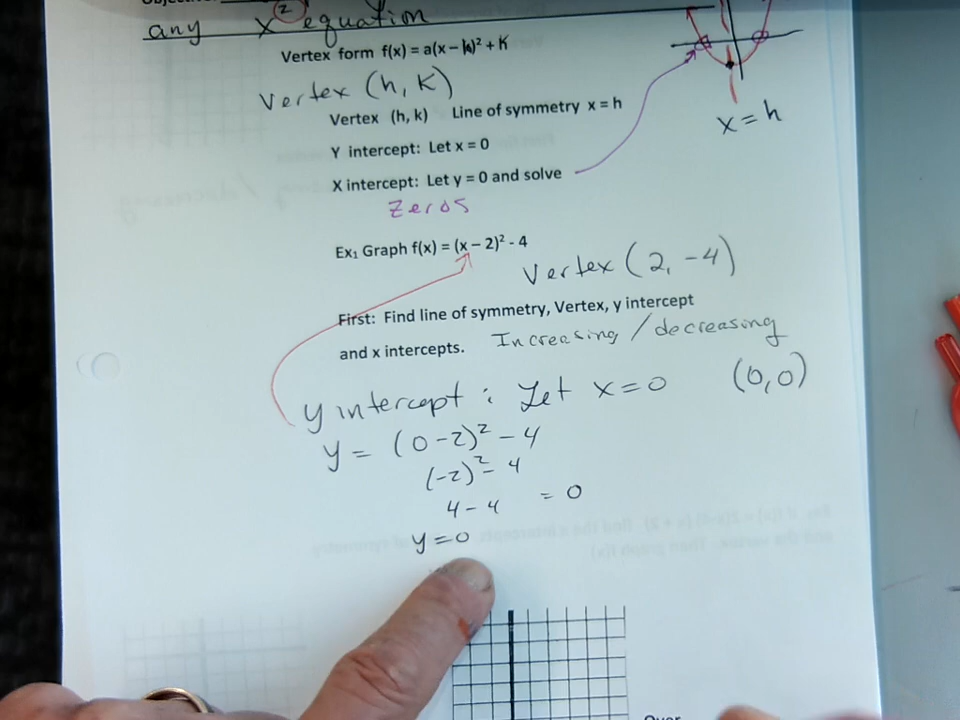 any x² equation
Vertex form f(x) = a(x – h)² + K
Vertex (h, K)
Vertex (h, k) Line of symmetry x = h
x = h
Y intercept: Let x = 0
X intercept: Let y = 0 and solve
Zeros
Ex₁ Graph f(x) = (x – 2)² - 4
Vertex (2, -4)
First: Find line of symmetry, Vertex, y intercept
and x intercepts. Increasing / decreasing
y intercept : Let x = 0 (0,0)
y = (0-2)² - 4
(-2)² - 4
4 - 4 = 0
y = 0